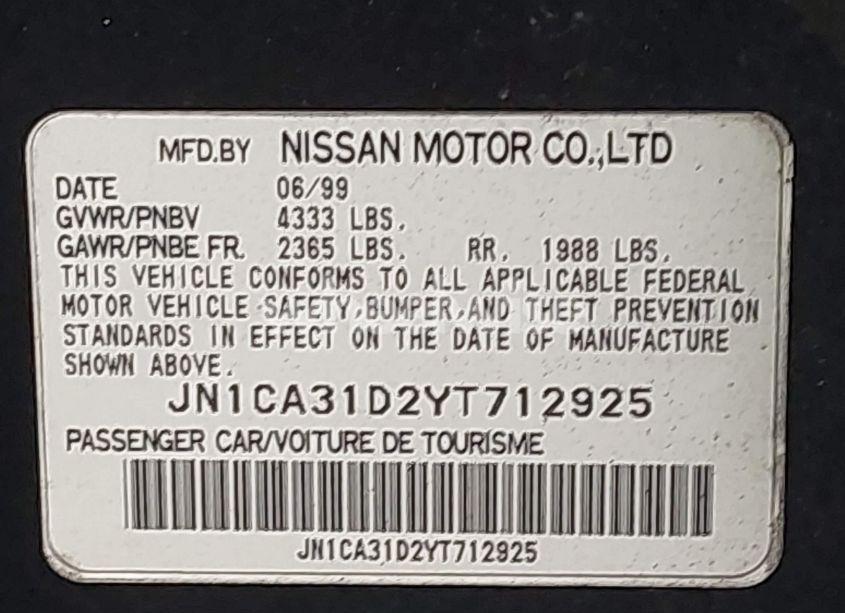 MFD.BY NISSAN MOTOR CO.,LTD
DATE 06/99
GVWR/PNBV 4333 LBS.
GAWR/PNBE FR. 2365 LBS. RR. 1988 LBS.
THIS VEHICLE CONFORMS TO ALL APPLICABLE FEDERAL
MOTOR VEHICLE SAFETY,BUMPER,AND THEFT PREVENTION
STANDARDS IN EFFECT ON THE DATE OF MANUFACTURE
SHOWN ABOVE.
JN1CA31D2YT712925
PASSENGER CAR/VOITURE DE TOURISME
JN1CA31D2YT712925